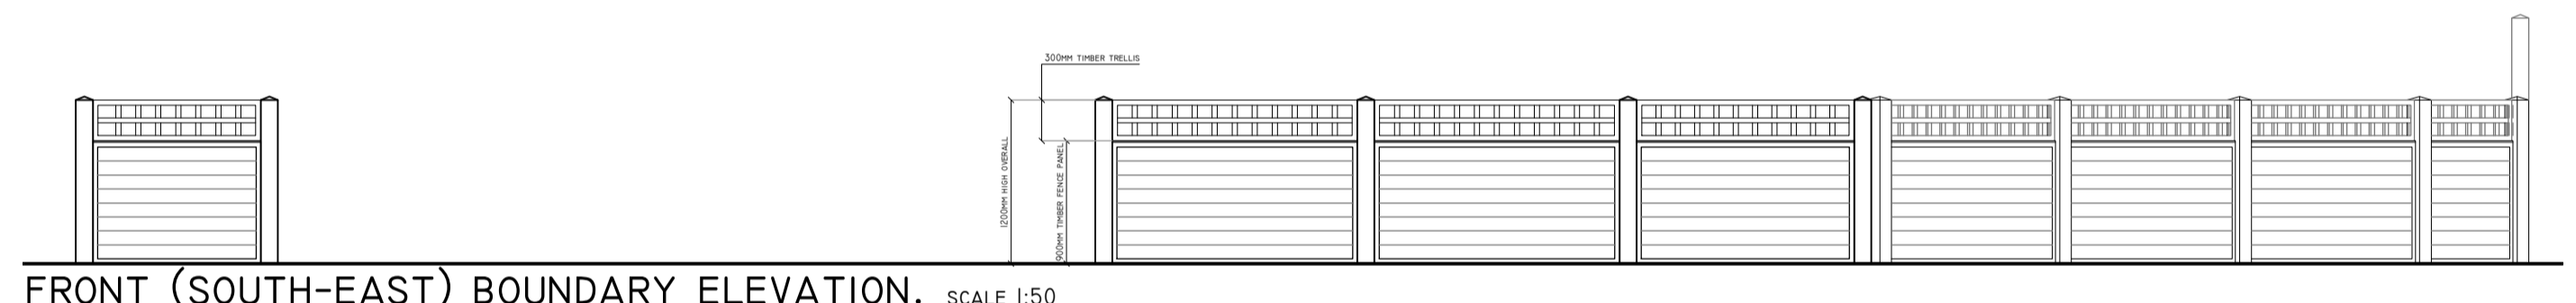 300MM TIMBER TRELLIS
1200MM HIGH OVERALL
900MM TIMBER FENCE PANEL
FRONT (SOUTH-EAST) BOUNDARY ELEVATION. SCALE 1:50